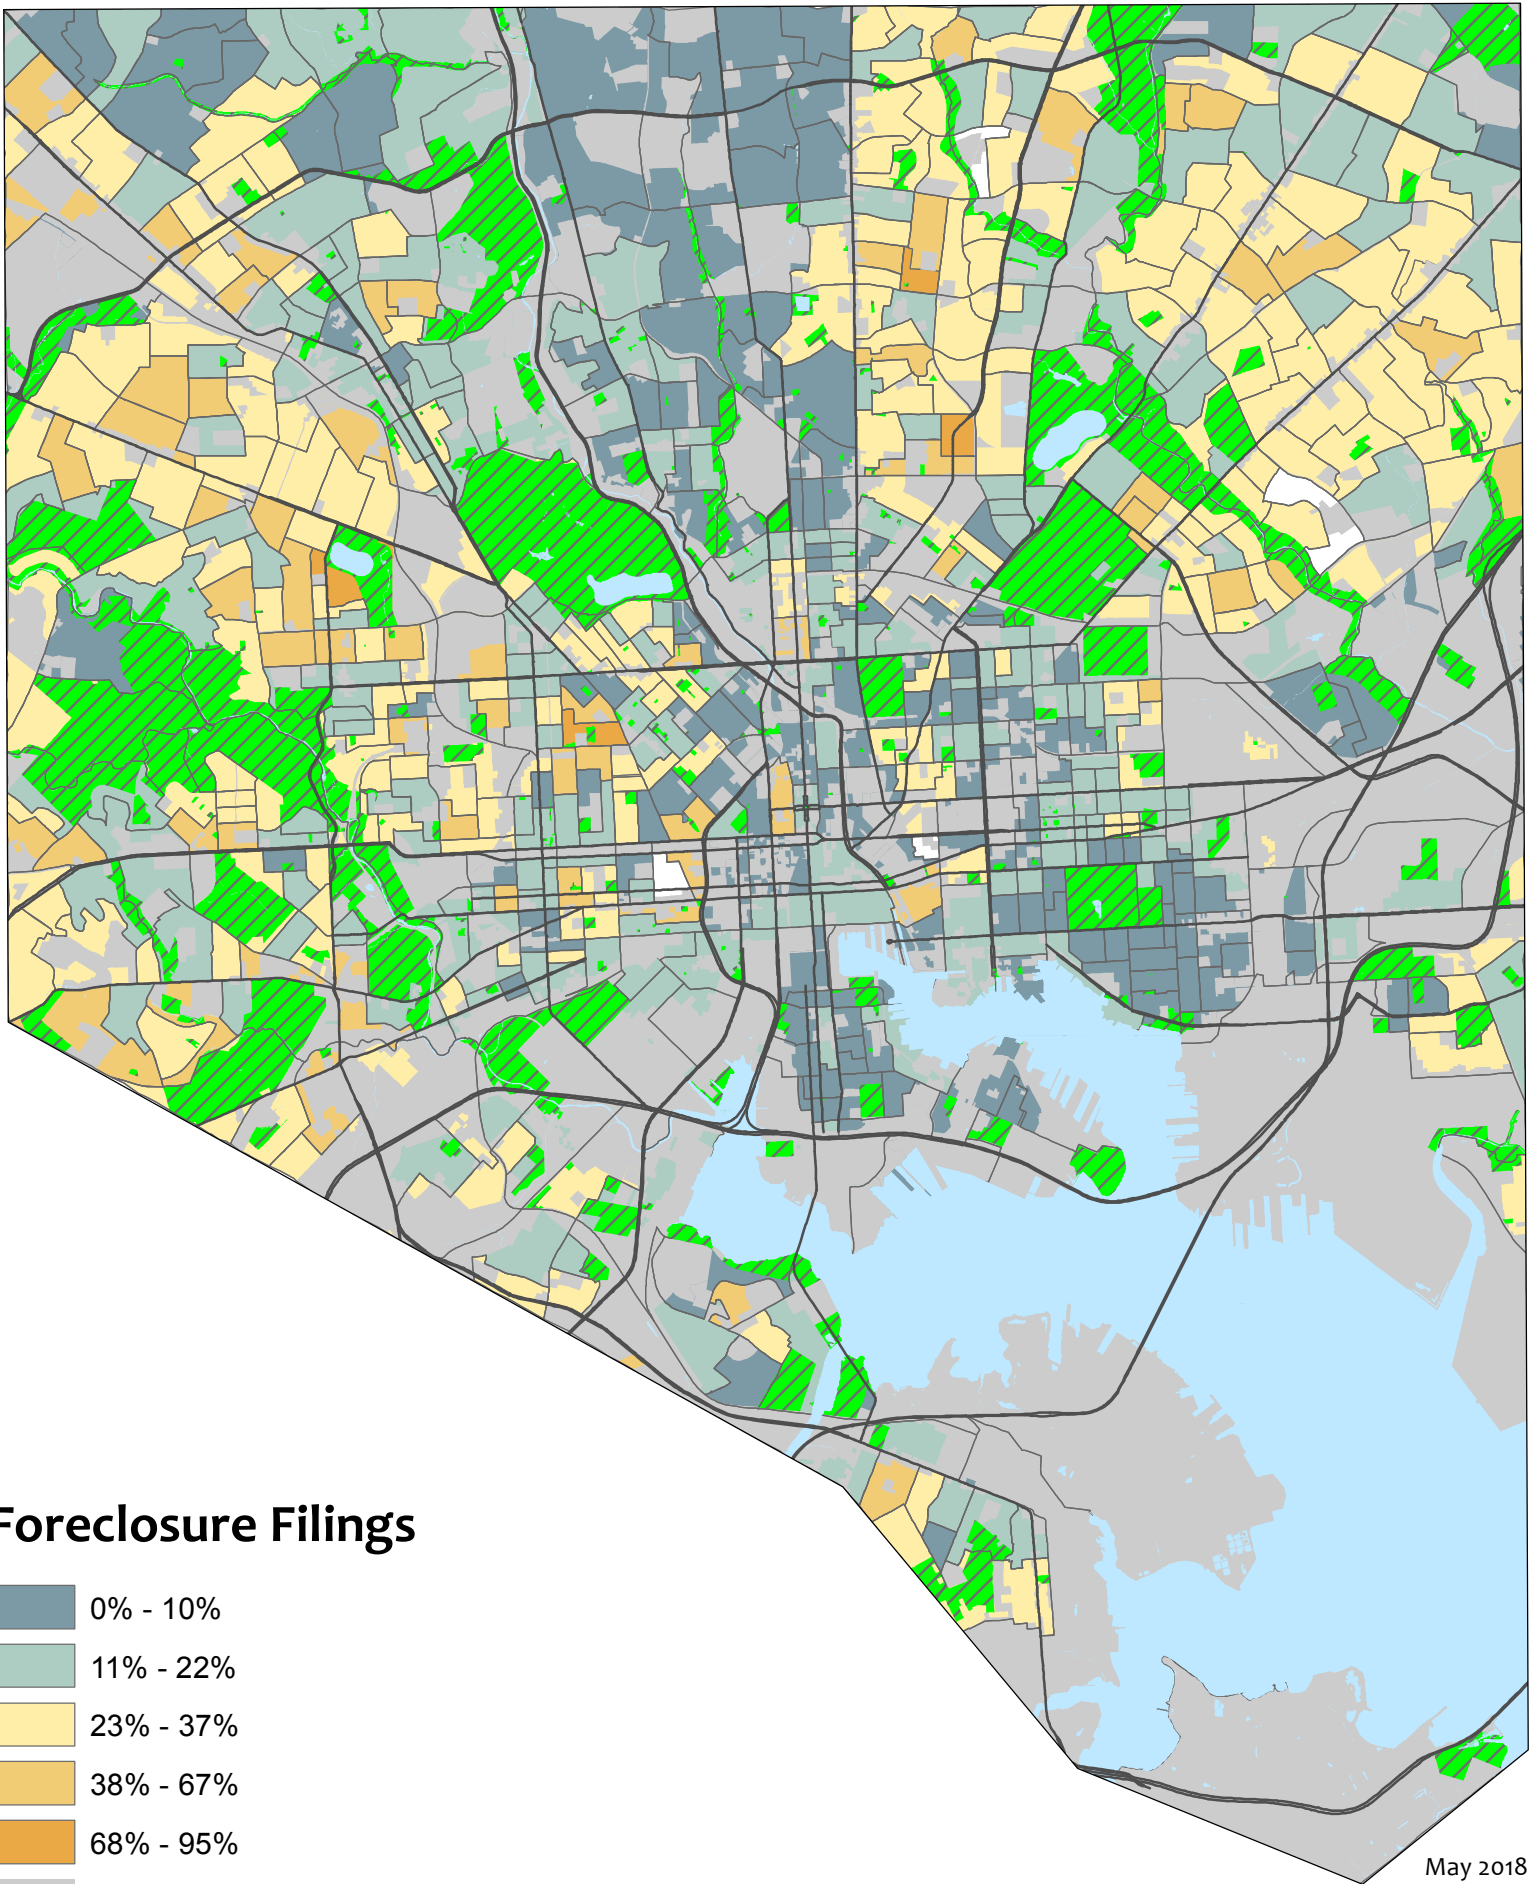 Foreclosure Filings
0% - 10%
11% - 22%
23% - 37%
38% - 67%
68% - 95%
May 2018